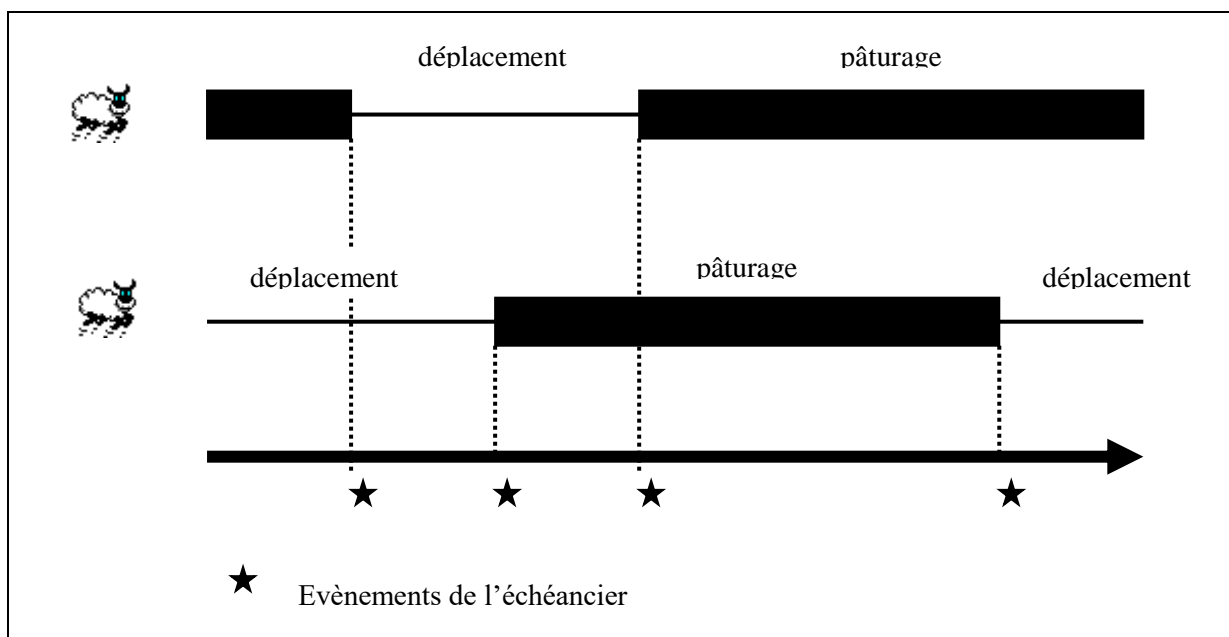 déplacement
pâturage
déplacement
pâturage
déplacement
Evènements de l’échéancier